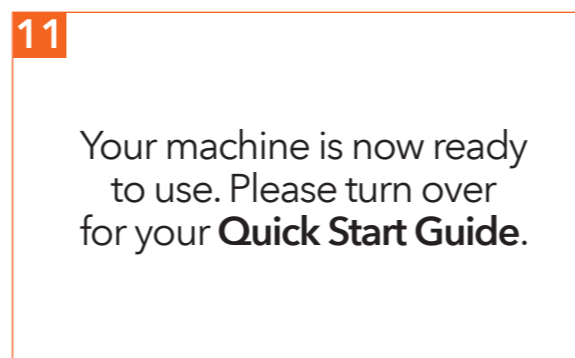 11
Your machine is now ready
to use. Please turn over
for your Quick Start Guide.